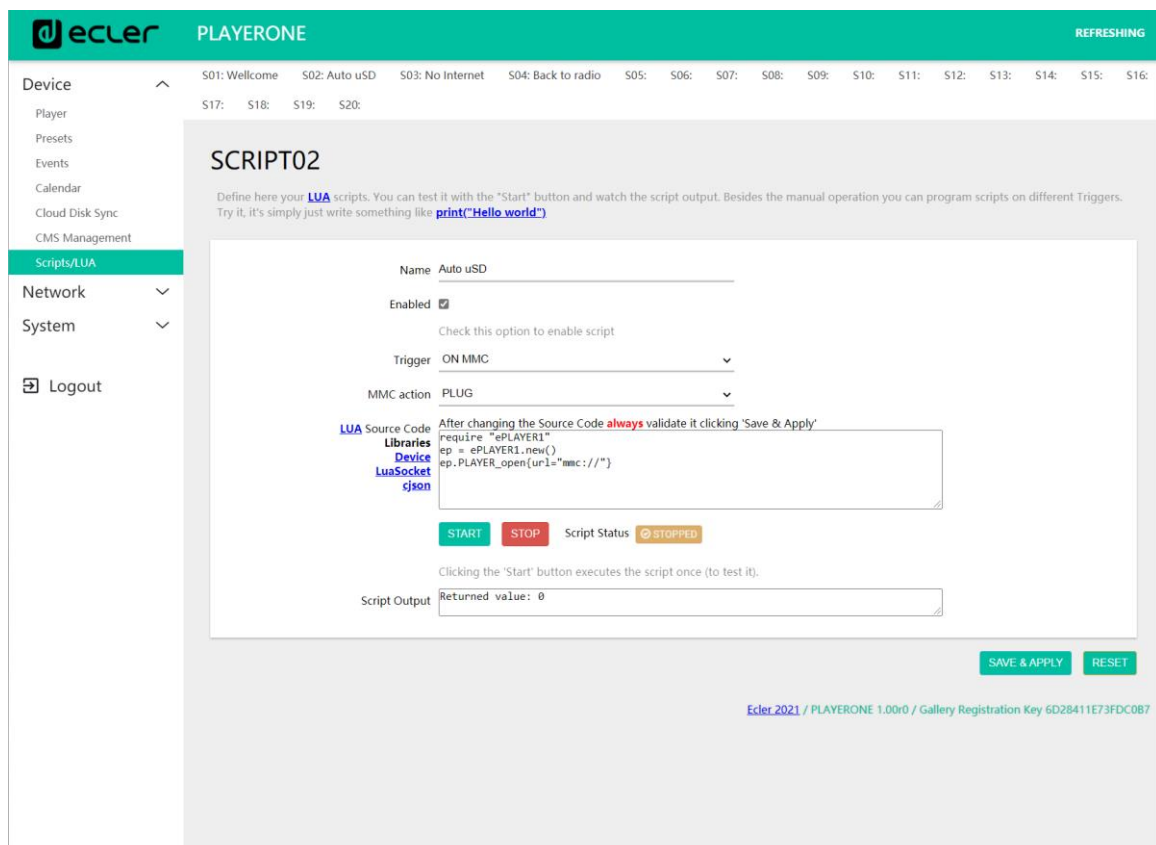 ecler
PLAYERONE
REFRESHING
Device
Player
Presets
Events
Calendar
Cloud Disk Sync
CMS Management
Scripts/LUA
Network
System
Logout
S01: Wellcome S02: Auto uSD S03: No Internet S04: Back to radio S05: S06: S07: S08: S09: S10: S11: S12: S13: S14: S15: S16:
S17: S18: S19: S20:
SCRIPT02
Define here your LUA scripts. You can test it with the "Start" button and watch the script output. Besides the manual operation you can program scripts on different Triggers.
Try it, it's simply just write something like print("Hello world")
Name Auto uSD
Enabled
Check this option to enable script
Trigger ON MMC
MMC action PLUG
LUA Source Code
Libraries
Device
LuaSocket
cjson
After changing the Source Code always validate it clicking 'Save & Apply'
require "ePLAYER1"
ep = ePLAYER1.new()
ep.PLAYER_open{url="mmc://"}
START STOP Script Status STOPPED
Clicking the 'Start' button executes the script once (to test it).
Script Output Returned value: 0
SAVE & APPLY RESET
Ecler 2021 / PLAYERONE 1.00r0 / Gallery Registration Key 6D28411E73FDC0B7